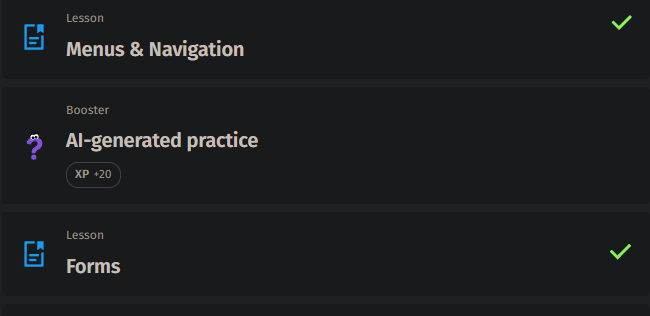 Lesson
Menus & Navigation
Booster
AI-generated practice
XP +20
Lesson
Forms